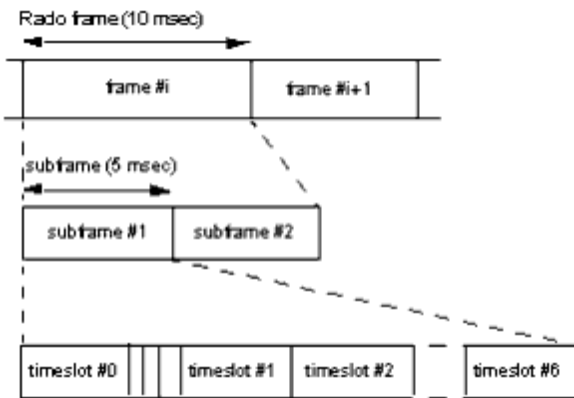 Rado frame (10 msec)
frame #i
frame #i+1
subframe (5 msec)
subframe #1
subframe #2
timeslot #0
timeslot #1
timeslot #2
timeslot #6